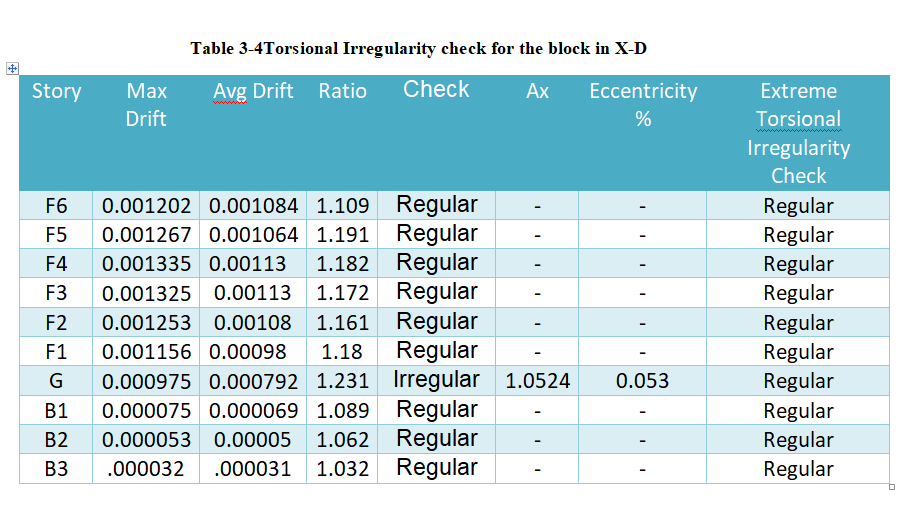 Table 3-4Torsional Irregularity check for the block in X-D
Story Max Drift Avg Drift Ratio Check Ax Eccentricity % Extreme Torsional Irregularity Check
F6 0.001202 0.001084 1.109 Regular - - Regular
F5 0.001267 0.001064 1.191 Regular - - Regular
F4 0.001335 0.00113 1.182 Regular - - Regular
F3 0.001325 0.00113 1.172 Regular - - Regular
F2 0.001253 0.00108 1.161 Regular - - Regular
F1 0.001156 0.00098 1.18 Regular - - Regular
G 0.000975 0.000792 1.231 Irregular 1.0524 0.053 Regular
B1 0.000075 0.000069 1.089 Regular - - Regular
B2 0.000053 0.00005 1.062 Regular - - Regular
B3 .000032 .000031 1.032 Regular - - Regular